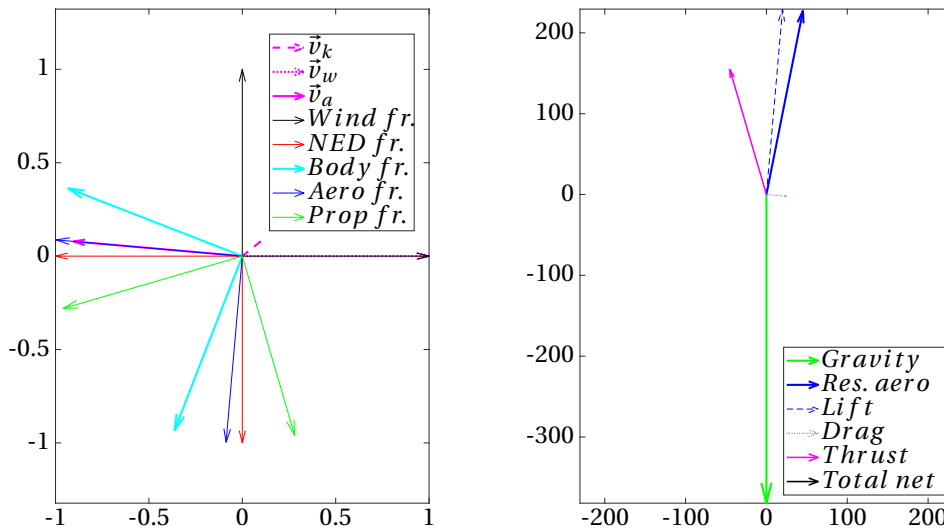 1
0.5
0
-0.5
-1
-1
-0.5
0
0.5
1
v⃗k
v⃗w
v⃗a
Wind fr.
NED fr.
Body fr.
Aero fr.
Prop fr.
200
100
0
-100
-200
-300
-200
-100
0
100
200
Gravity
Res. aero
Lift
Drag
Thrust
Total net